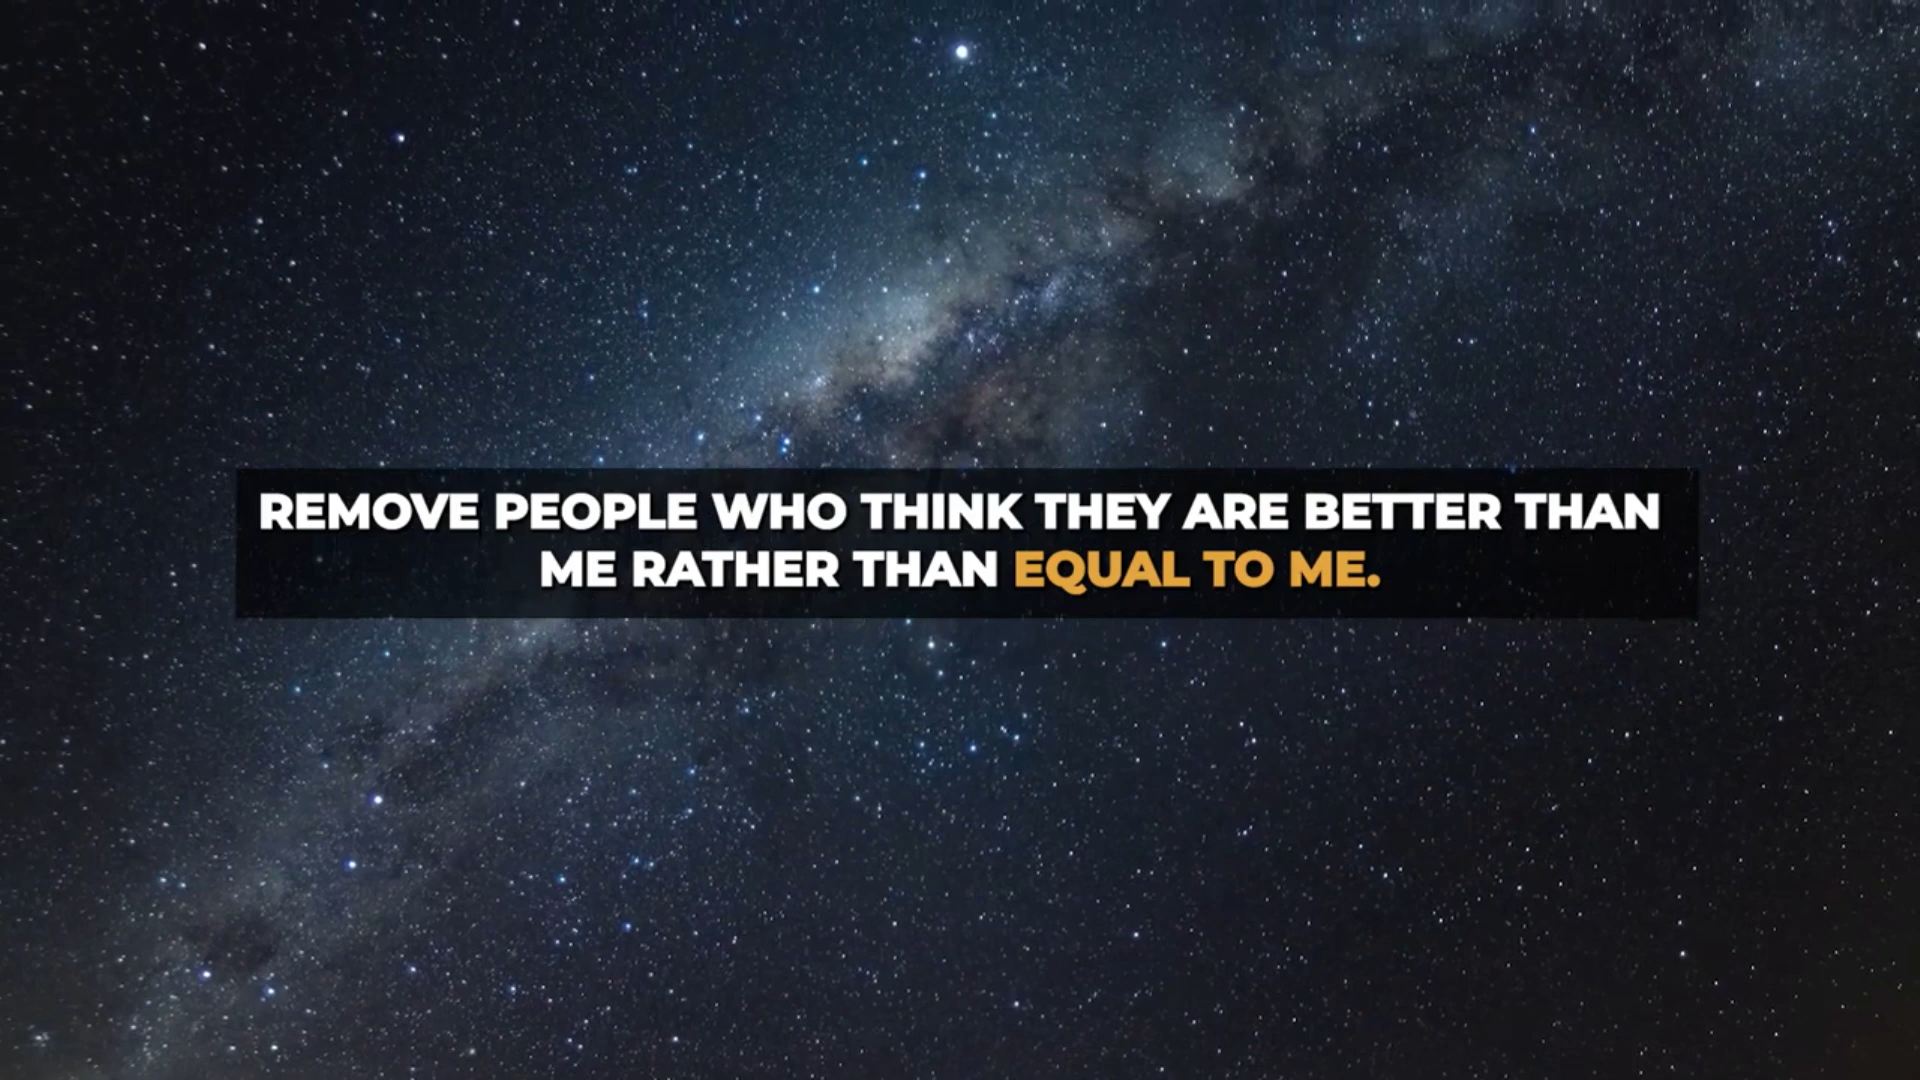 REMOVE PEOPLE WHO THINK THEY ARE BETTER THAN
ME RATHER THAN EQUAL TO ME.